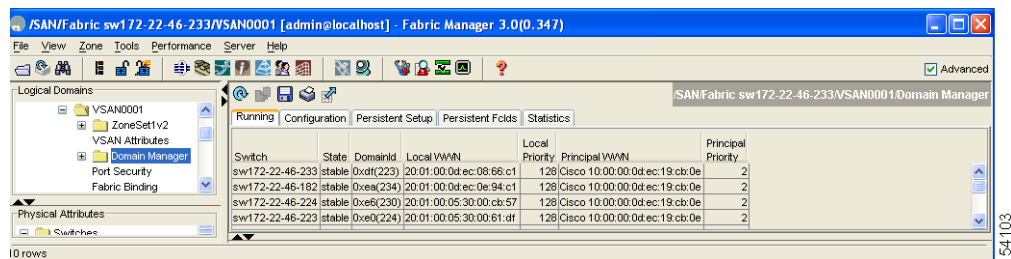 /SAN/Fabric sw172-22-46-233/VSAN0001 [admin@localhost] - Fabric Manager 3.0(0.347)
File View Zone Tools Performance Server Help
Advanced
Logical Domains
VSAN0001
ZoneSet1v2
VSAN Attributes
Domain Manager
Port Security
Fabric Binding
Physical Attributes
Switches
/SAN/Fabric sw172-22-46-233/VSAN0001/Domain Manager
Running Configuration Persistent Setup Persistent FcIds Statistics
Switch State DomainId Local WWN Local Priority Principal WWN Principal Priority
sw172-22-46-233 stable 0xdf(223) 20:01:00:0d:ec:08:66:c1 128 Cisco 10:00:00:0d:ec:19:cb:0e 2
sw172-22-46-182 stable 0xea(234) 20:01:00:0d:ec:0e:94:c1 128 Cisco 10:00:00:0d:ec:19:cb:0e 2
sw172-22-46-224 stable 0xe6(230) 20:01:00:05:30:00:cb:57 128 Cisco 10:00:00:0d:ec:19:cb:0e 2
sw172-22-46-223 stable 0xe0(224) 20:01:00:05:30:00:61:df 128 Cisco 10:00:00:0d:ec:19:cb:0e 2
10 rows
154103